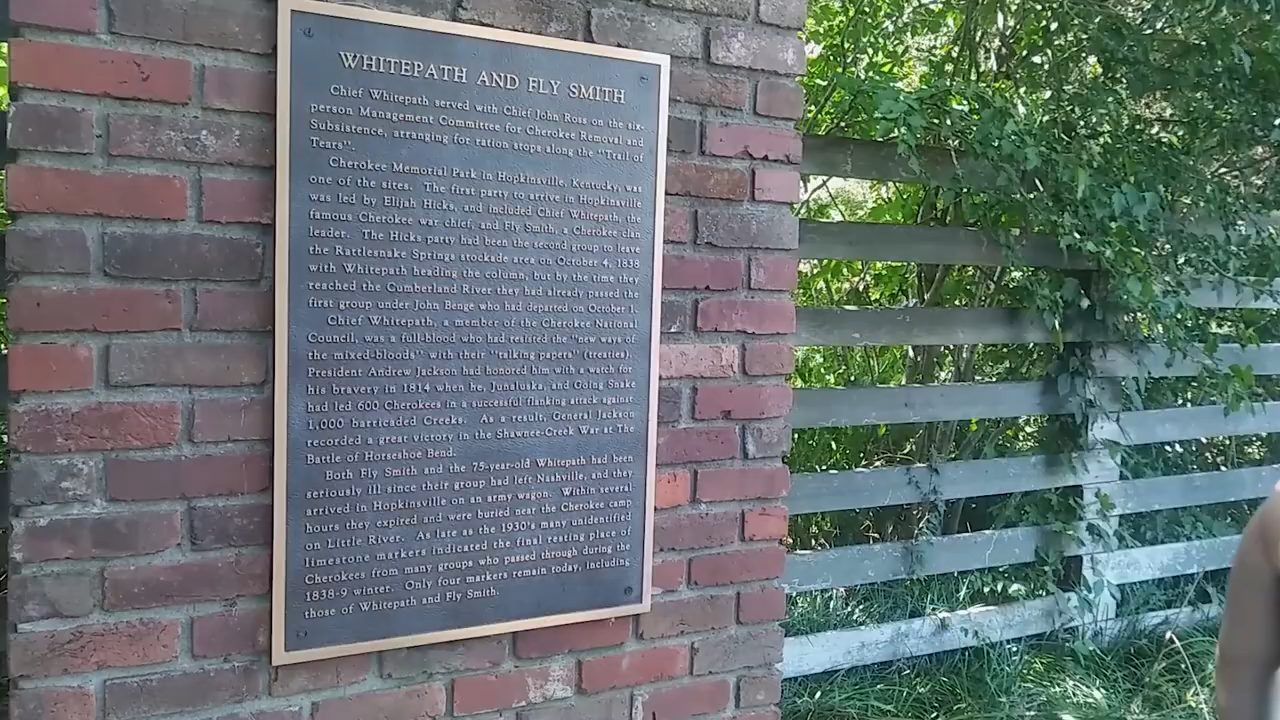 WHITEPATH AND FLY SMITH
Chief Whitepath served with Chief John Ross on the six-
person Management Committee for Cherokee Removal and
Subsistence, arranging for ration stops along the "Trail of
Tears".
Cherokee Memorial Park in Hopkinsville, Kentucky, was
one of the sites. The first party to arrive in Hopkinsville
was led by Elijah Hicks, and included Chief Whitepath, the
famous Cherokee war chief, and Fly Smith, a Cherokee clan
leader. The Hicks party had been the second group to leave
the Rattlesnake Springs stockade area on October 4, 1838
with Whitepath heading the column, but by the time they
reached the Cumberland River they had already passed the
first group under John Benge who had departed on October 1.
Chief Whitepath, a member of the Cherokee National
Council, was a full-blood who had resisted the "new ways of
the mixed-bloods" with their "talking papers" (treaties).
President Andrew Jackson had honored him with a watch for
his bravery in 1814 when he, Junaluska, and Going Snake
had led 600 Cherokees in a successful flanking attack against
1,000 barricaded Creeks. As a result, General Jackson
recorded a great victory in the Shawnee-Creek War at The
Battle of Horseshoe Bend.
Both Fly Smith and the 75-year-old Whitepath had been
seriously ill since their group had left Nashville, and they
arrived in Hopkinsville on an army wagon. Within several
hours they expired and were buried near the Cherokee camp
on Little River. As late as the 1930's many unidentified
limestone markers indicated the final resting place of
Cherokees from many groups who passed through during the
1838-9 winter. Only four markers remain today, including
those of Whitepath and Fly Smith.